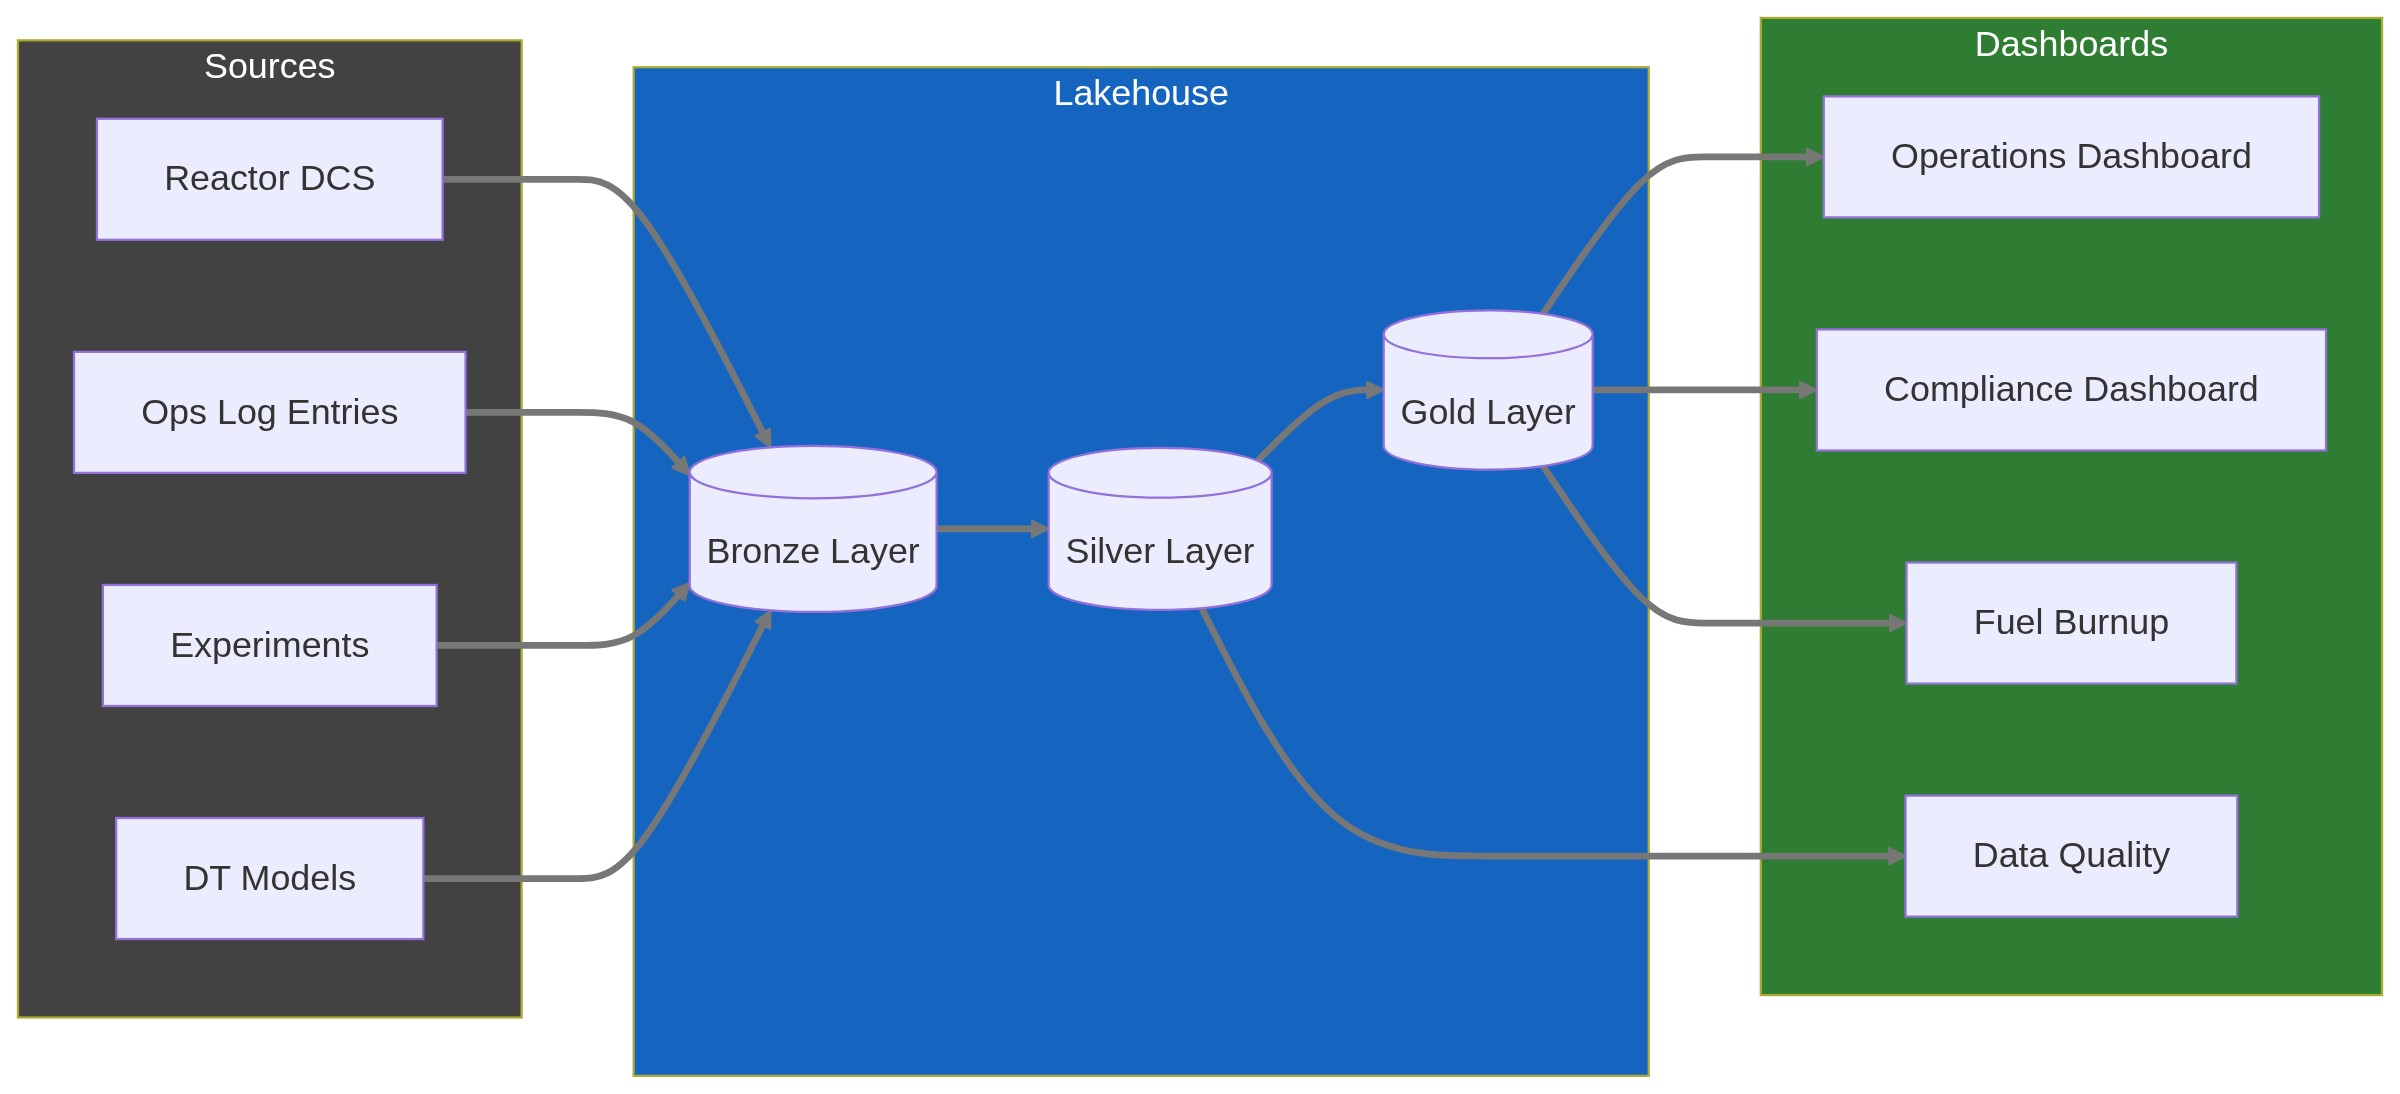 Sources
Reactor DCS
Ops Log Entries
Experiments
DT Models
Lakehouse
Bronze Layer
Silver Layer
Gold Layer
Dashboards
Operations Dashboard
Compliance Dashboard
Fuel Burnup
Data Quality